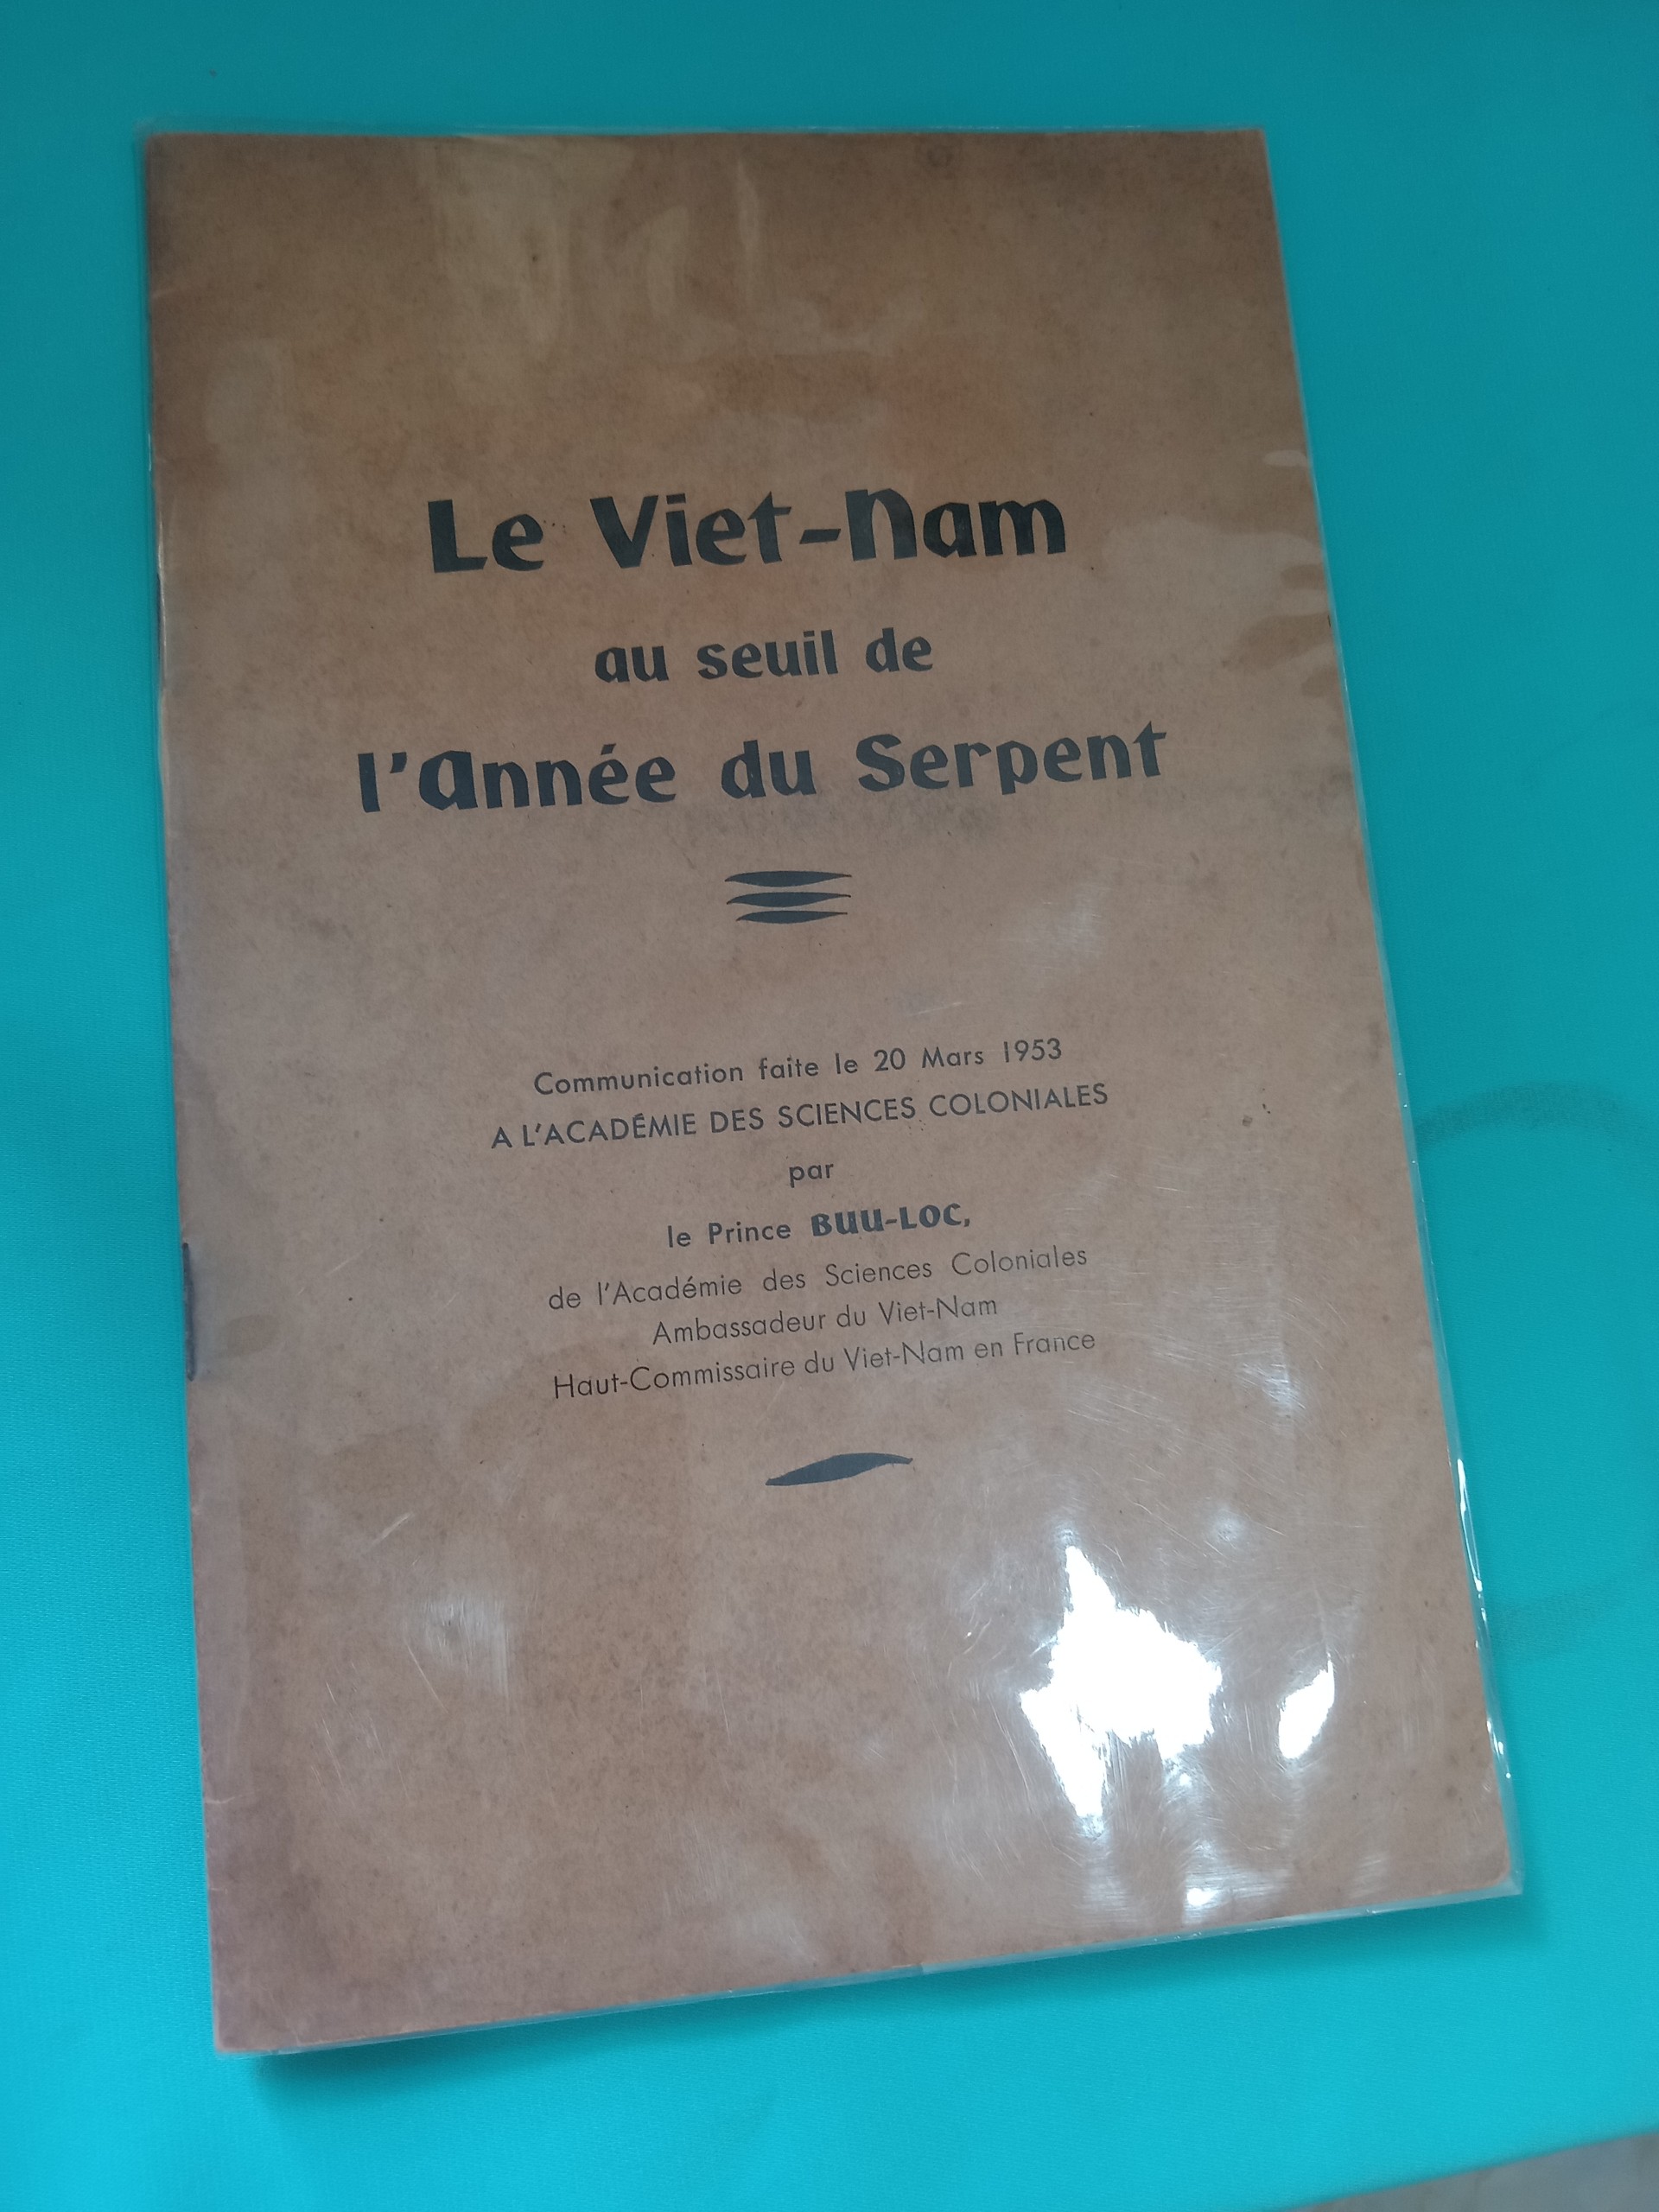 Le Viet-Nam
au seuil de
l'Année du Serpent
Communication faite le 20 Mars 1953
A L'ACADÉMIE DES SCIENCES COLONIALES
par
le Prince BUU-LOC,
de l'Académie des Sciences Coloniales
Ambassadeur du Viet-Nam
Haut-Commissaire du Viet-Nam en France